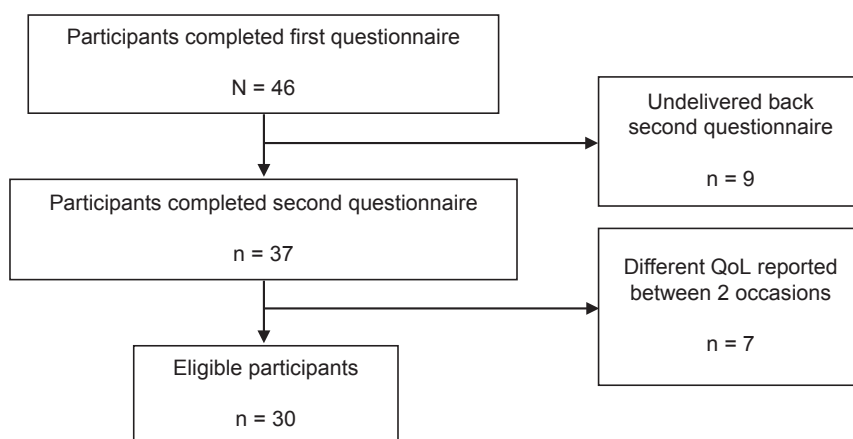 Participants completed first questionnaire
N = 46
Undelivered back
second questionnaire
n = 9
Participants completed second questionnaire
n = 37
Different QoL reported
between 2 occasions
n = 7
Eligible participants
n = 30